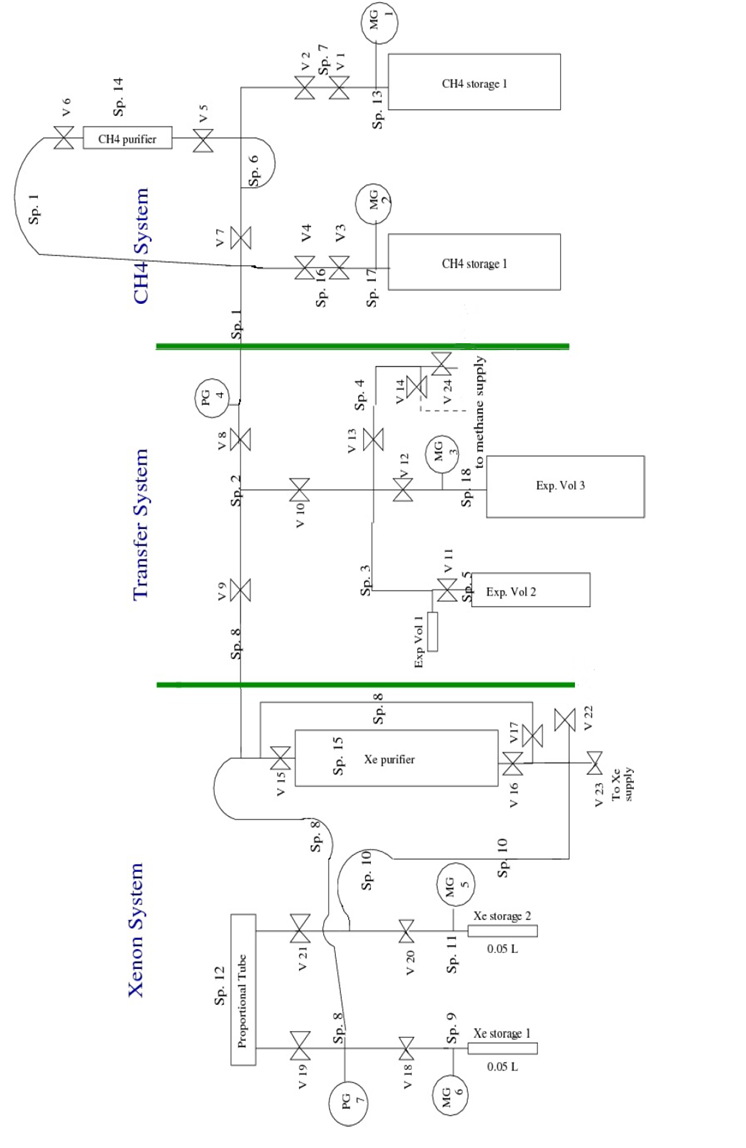 MG
1
V 2
Sp. 7
V 1
CH4 storage 1
Sp. 13
Sp. 14
V 6
V 5
CH4 purifier
Sp. 6
Sp. 1
CH4 System
MG
2
V 7
V4
V3
Sp. 16
Sp. 17
CH4 storage 1
Sp. 1
PG
4
V 8
Sp. 4
V 14
V 24
to methane supply
V 13
V 12
MG
3
Sp. 2
Sp. 18
Exp. Vol 3
V 10
Transfer System
V 9
Sp. 3
V 11
Sp. 5
Exp. Vol 2
Exp Vol 1
Sp. 8
Sp. 8
V17
V 22
Sp. 15
Xe purifier
V 15
V 16
V 23
To Xe
supply
Sp. 8
Sp. 10
Sp. 10
Xenon System
MG
5
Xe storage 2
0.05 L
V 21
V 20
Sp. 11
Sp. 12
Proportional Tube
Sp. 8
Sp. 9
Xe storage 1
0.05 L
V 19
V 18
PG
7
MG
6